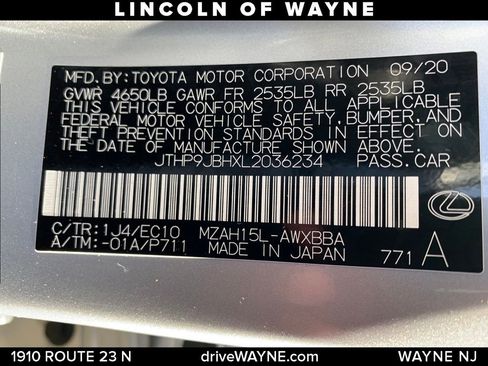 LINCOLN OF WAYNE
MFD. BY: TOYOTA MOTOR CORPORATION 09/20
GVWR 4650LB GAWR FR 2535LB RR 2535LB
THIS VEHICLE CONFORMS TO ALL APPLICABLE
FEDERAL MOTOR VEHICLE SAFETY, BUMPER, AND
THEFT PREVENTION STANDARDS IN EFFECT ON
THE DATE OF MANUFACTURE SHOWN ABOVE.
JTHP9JBHXL2036234 PASS.CAR
C/TR: 1J4/EC10 MZAH15L-AWXBBA
A/TM: -01A/P711 MADE IN JAPAN 771 A
1910 ROUTE 23 N driveWAYNE.com WAYNE NJ